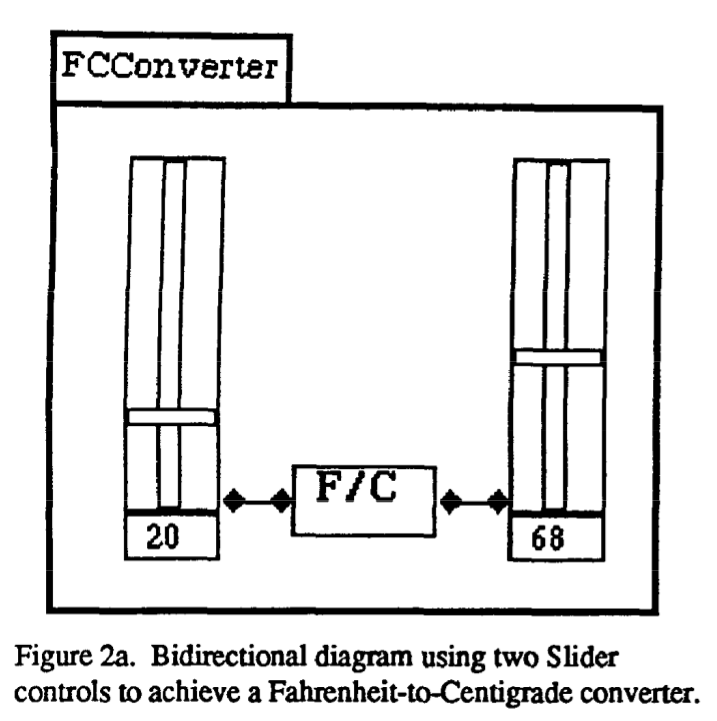 FCConverter
F/C
20
68
Figure 2a. Bidirectional diagram using two Slider
controls to achieve a Fahrenheit-to-Centigrade converter.